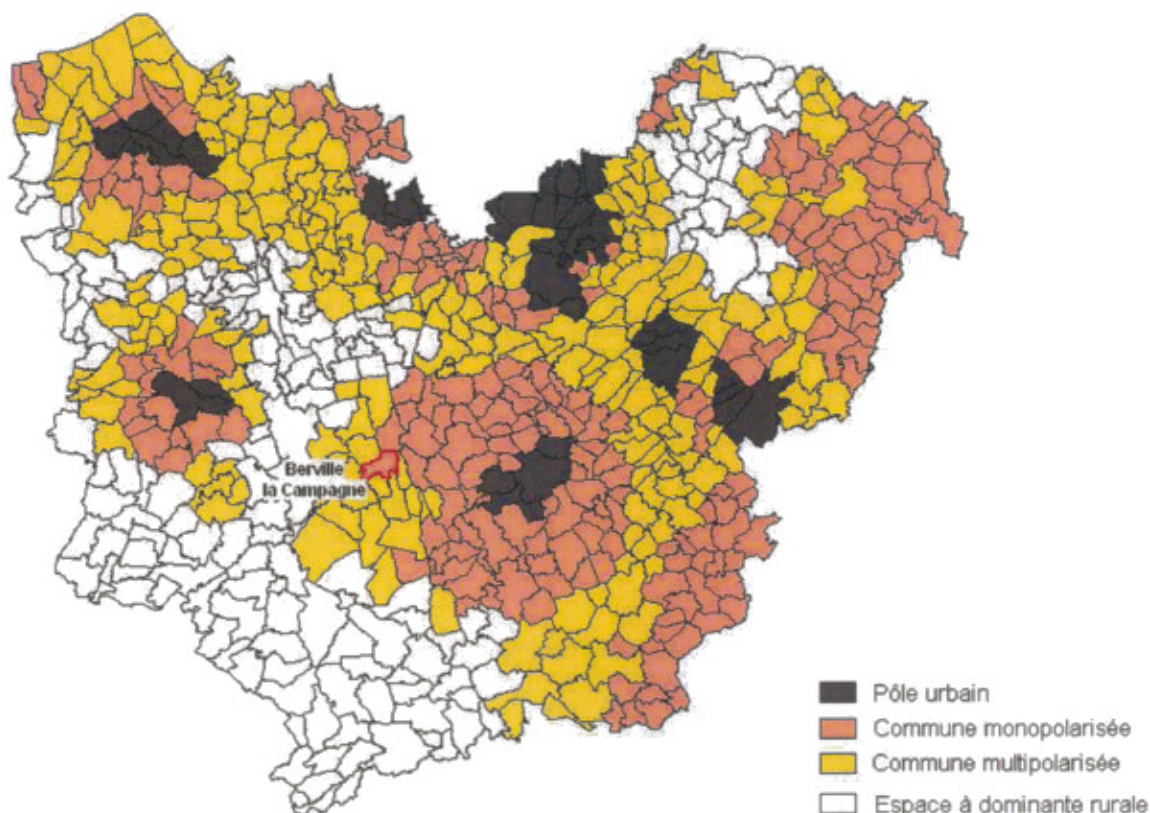 Berville
la Campagne
Pôle urbain
Commune monopolarisée
Commune multipolarisée
Espace à dominante rurale